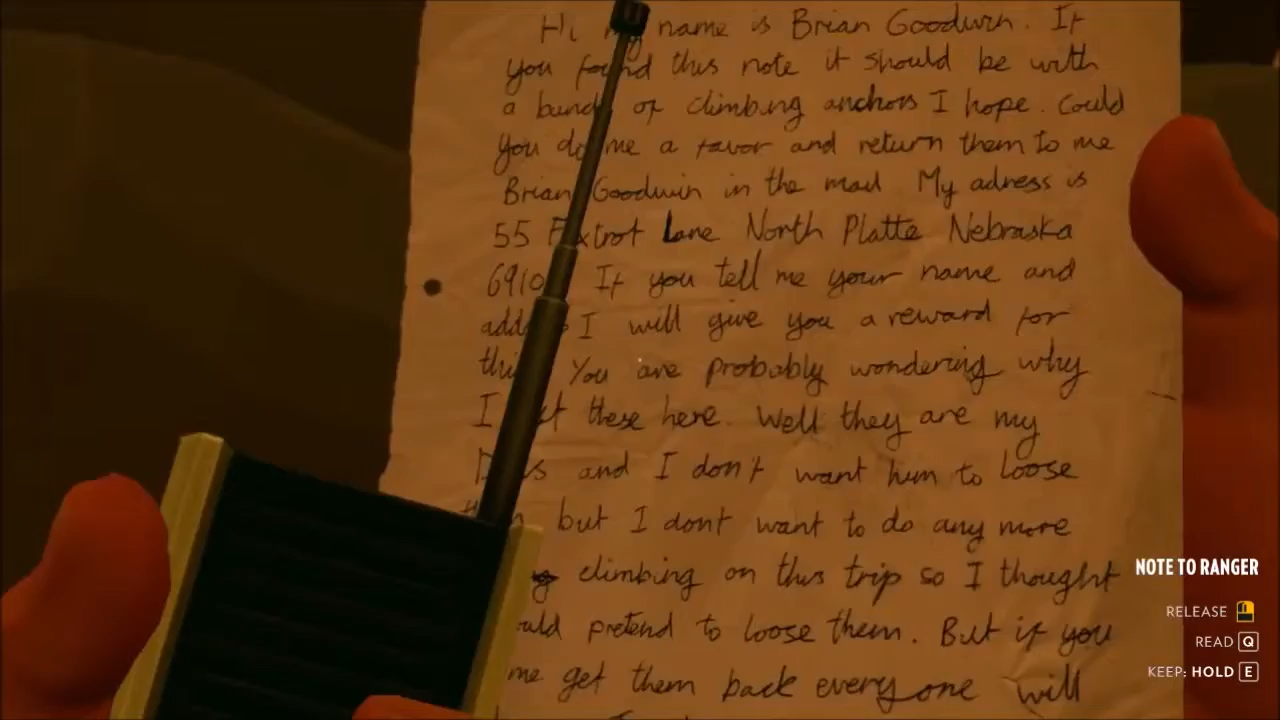 Hi my name is Brian Goodwin. If
you found this note it should be with
a bunch of climbing anchors I hope. Could
you do me a favor and return them to me
Brian Goodwin in the mail My adress is
55 Foxtrot Lane North Platte Nebraska
6910 If you tell me your name and
I will give you a reward for
this You are probably wondering why
I these here. Well they are my
and I don't want him to loose
but I dont want to do any more
climbing on this trip so I thought
pretend to loose them. But if you
me get them back everyone will
NOTE TO RANGER
RELEASE
READ Q
KEEP: HOLD E